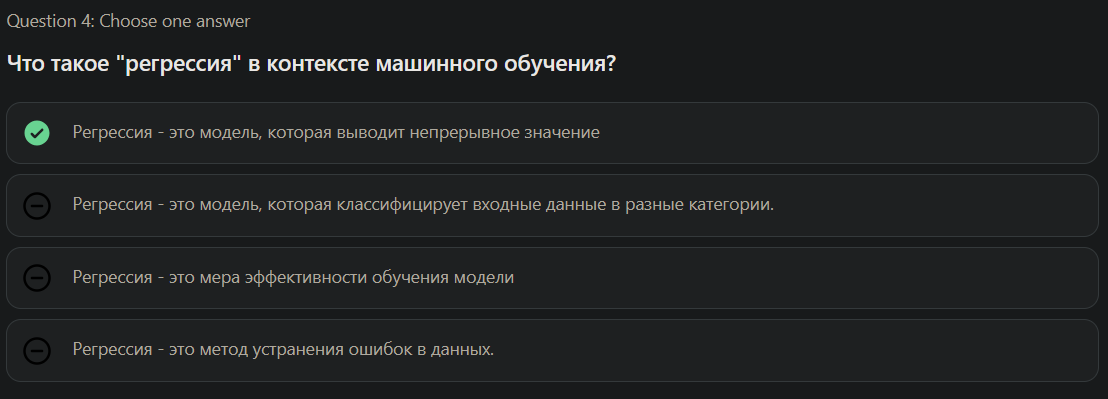 Question 4: Choose one answer
Что такое "регрессия" в контексте машинного обучения?
Регрессия - это модель, которая выводит непрерывное значение
Регрессия - это модель, которая классифицирует входные данные в разные категории.
Регрессия - это мера эффективности обучения модели
Регрессия - это метод устранения ошибок в данных.